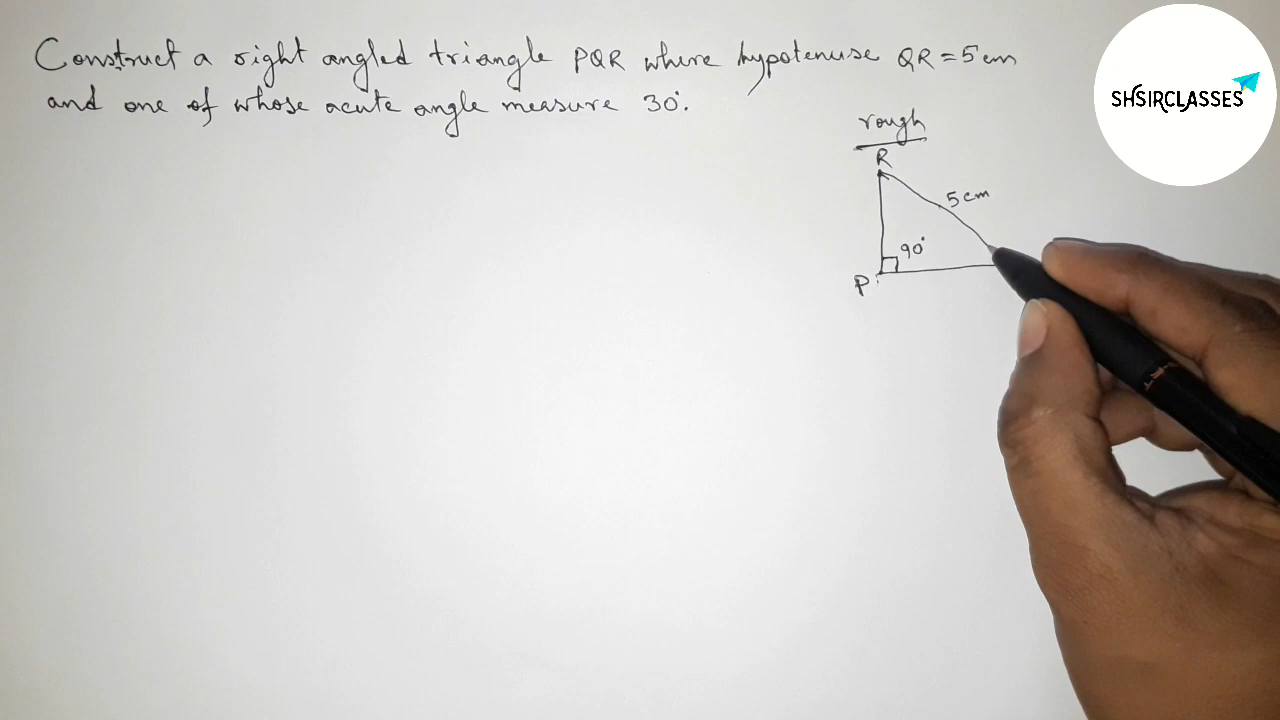 Construct a right angled triangle PQR where hypotenuse QR = 5 cm
and one of whose acute angle measure 30°.
SHSIRCLASSES
rough
R
5 cm
90°
P